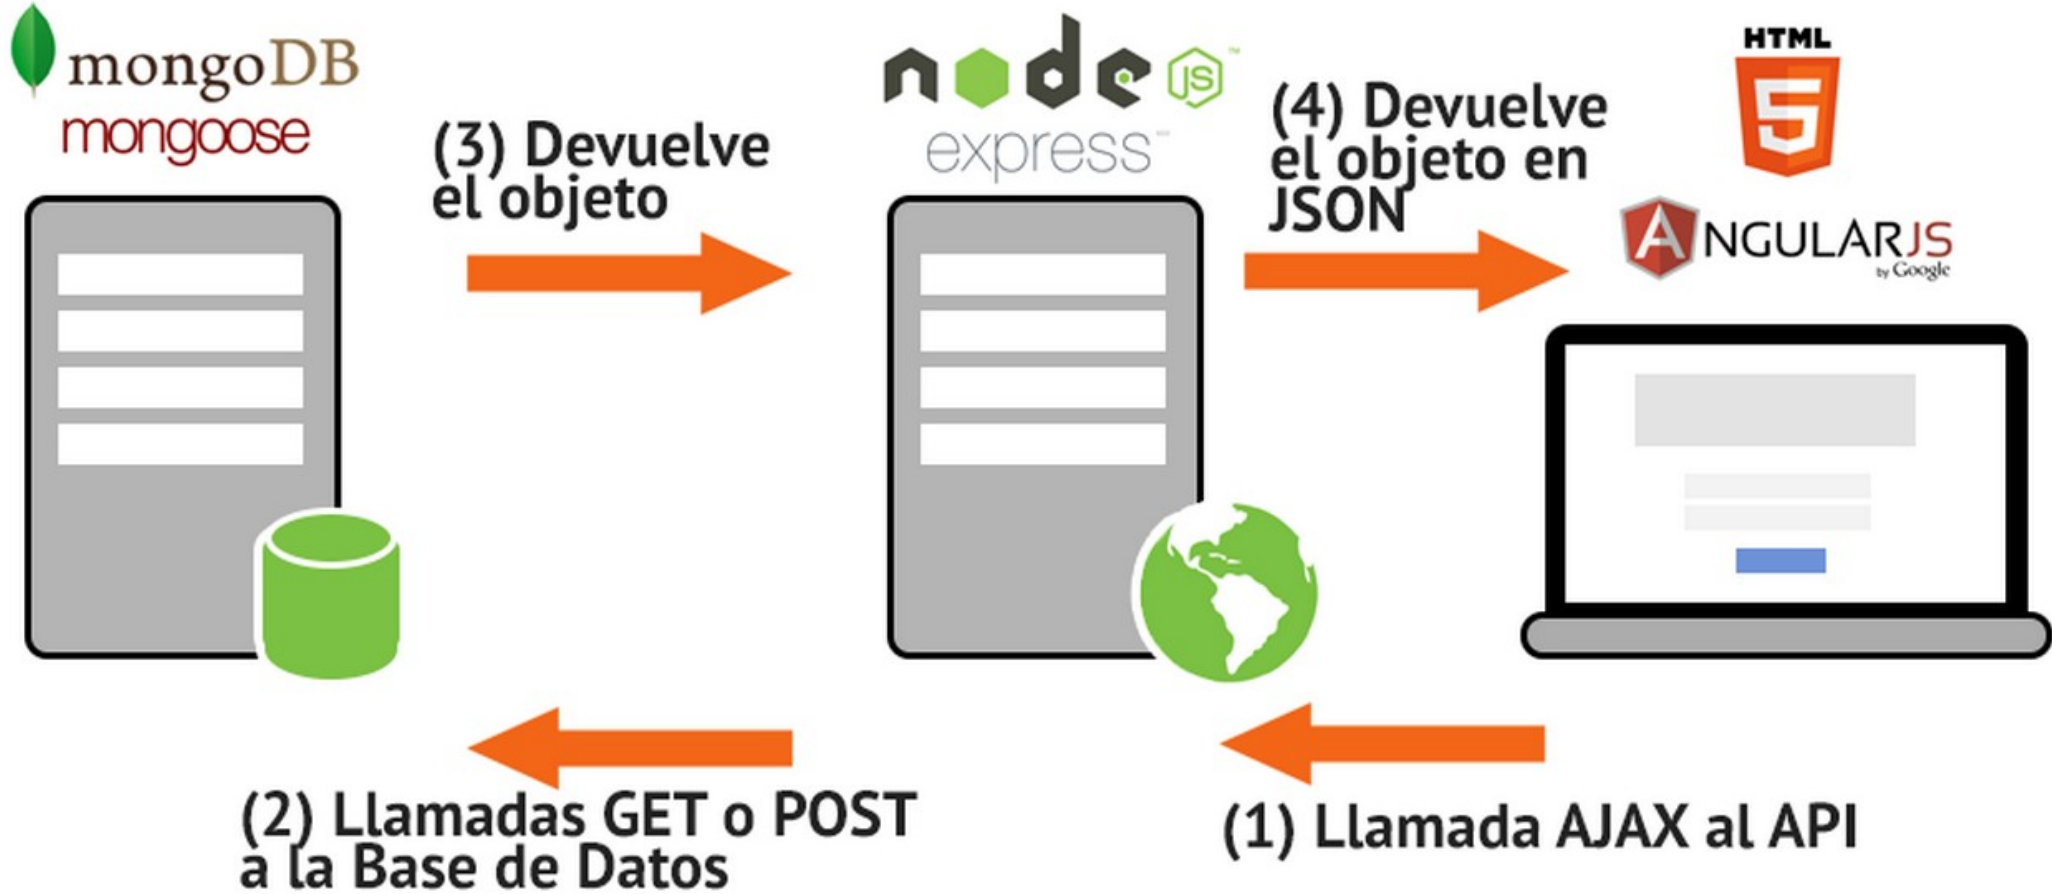 mongoDB
mongoose
(3) Devuelve
el objeto
node JS™
express
(4) Devuelve
el objeto en
JSON
HTML
5
ANGULARJS
by Google
(2) Llamadas GET o POST
a la Base de Datos
(1) Llamada AJAX al API